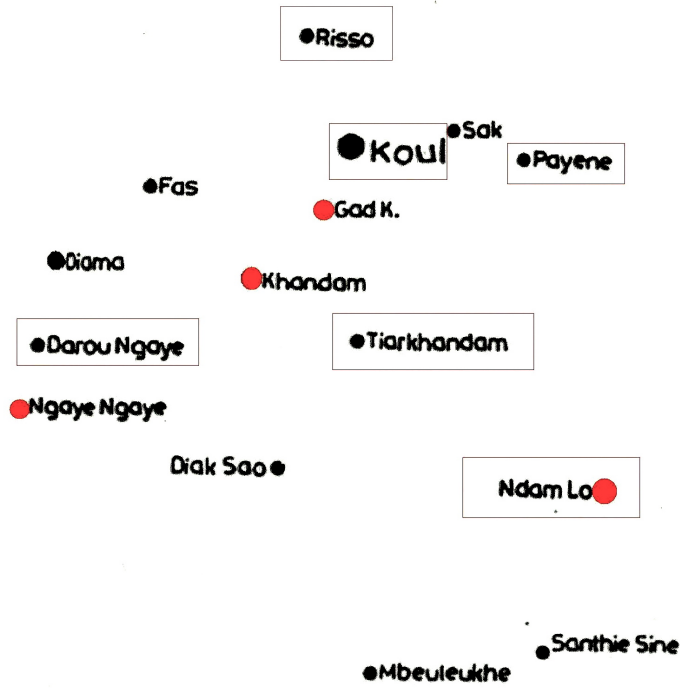 Risso
Koul
Sak
Payene
Fas
Gad K.
Diama
Khandam
Darou Ngaye
Tiarkhandam
Ngaye Ngaye
Diak Sao
Ndam Lo
Santhie Sine
Mbeuleukhe